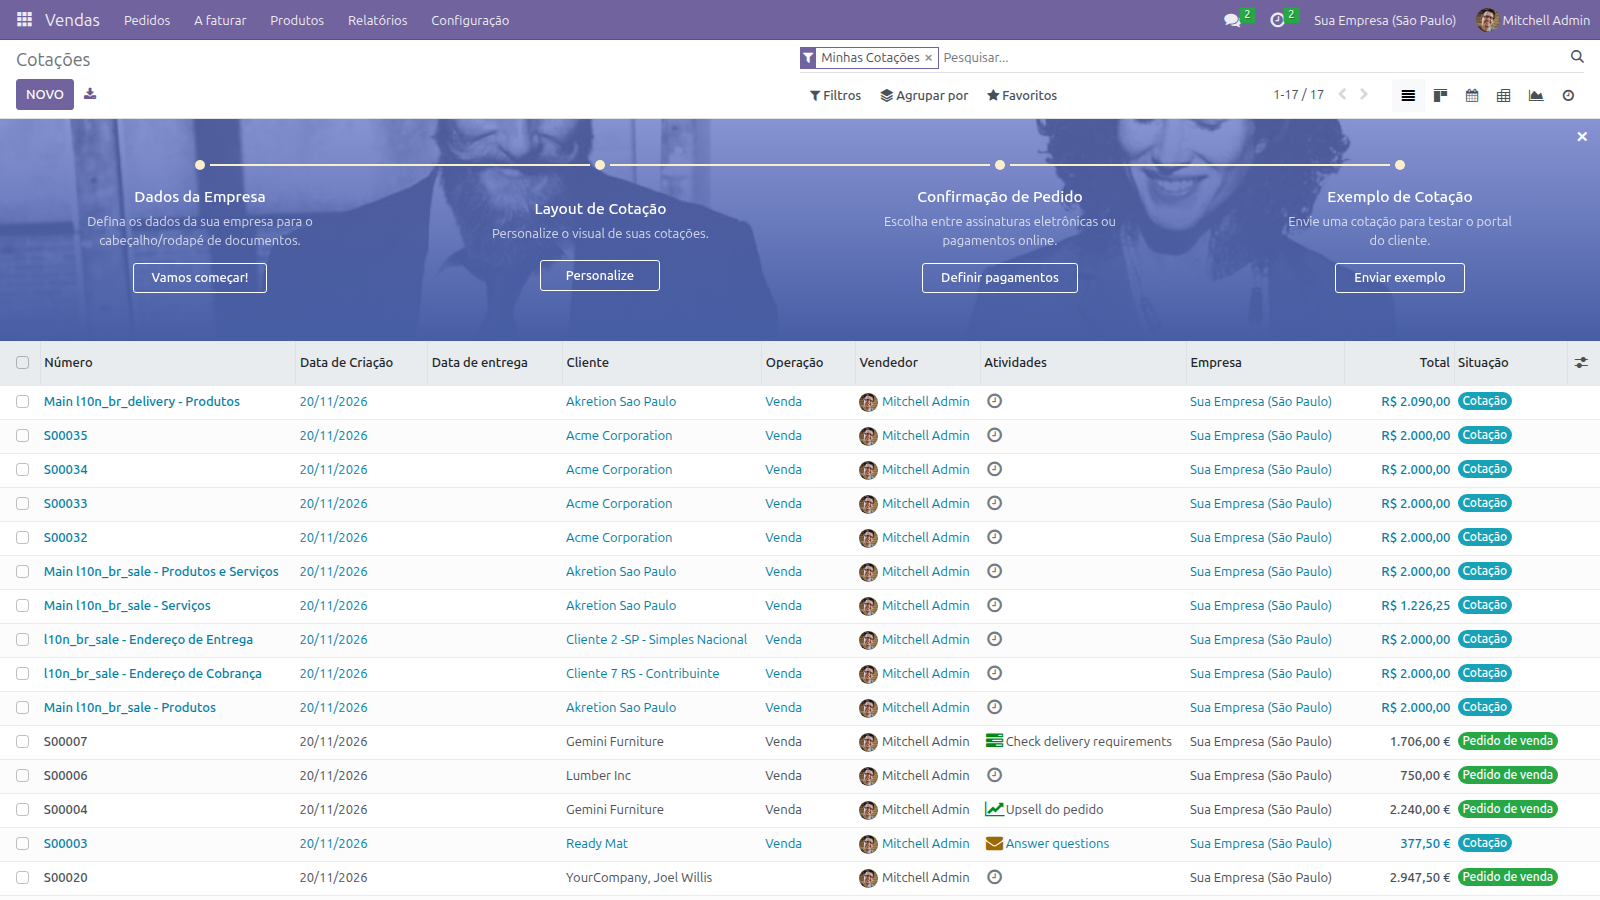 Vendas Pedidos A faturar Produtos Relatórios Configuração 2 2 Sua Empresa (São Paulo) Mitchell Admin
Cotações Minhas Cotações × Pesquisar...
NOVO Filtros Agrupar por Favoritos 1-17 / 17
Dados da Empresa
Defina os dados da sua empresa para o
cabeçalho/rodapé de documentos.
Vamos começar!
Layout de Cotação
Personalize o visual de suas cotações.
Personalize
Confirmação de Pedido
Escolha entre assinaturas eletrônicas ou
pagamentos online.
Definir pagamentos
Exemplo de Cotação
Envie uma cotação para testar o portal
do cliente.
Enviar exemplo
Número Data de Criação Data de entrega Cliente Operação Vendedor Atividades Empresa Total Situação
Main l10n_br_delivery - Produtos 20/11/2026 Akretion Sao Paulo Venda Mitchell Admin Sua Empresa (São Paulo) R$ 2.090,00 Cotação
S00035 20/11/2026 Acme Corporation Venda Mitchell Admin Sua Empresa (São Paulo) R$ 2.000,00 Cotação
S00034 20/11/2026 Acme Corporation Venda Mitchell Admin Sua Empresa (São Paulo) R$ 2.000,00 Cotação
S00033 20/11/2026 Acme Corporation Venda Mitchell Admin Sua Empresa (São Paulo) R$ 2.000,00 Cotação
S00032 20/11/2026 Acme Corporation Venda Mitchell Admin Sua Empresa (São Paulo) R$ 2.000,00 Cotação
Main l10n_br_sale - Produtos e Serviços 20/11/2026 Akretion Sao Paulo Venda Mitchell Admin Sua Empresa (São Paulo) R$ 2.000,00 Cotação
Main l10n_br_sale - Serviços 20/11/2026 Akretion Sao Paulo Venda Mitchell Admin Sua Empresa (São Paulo) R$ 1.226,25 Cotação
l10n_br_sale - Endereço de Entrega 20/11/2026 Cliente 2 -SP - Simples Nacional Venda Mitchell Admin Sua Empresa (São Paulo) R$ 2.000,00 Cotação
l10n_br_sale - Endereço de Cobrança 20/11/2026 Cliente 7 RS - Contribuinte Venda Mitchell Admin Sua Empresa (São Paulo) R$ 2.000,00 Cotação
Main l10n_br_sale - Produtos 20/11/2026 Akretion Sao Paulo Venda Mitchell Admin Sua Empresa (São Paulo) R$ 2.000,00 Cotação
S00007 20/11/2026 Gemini Furniture Venda Mitchell Admin Check delivery requirements Sua Empresa (São Paulo) 1.706,00 € Pedido de venda
S00006 20/11/2026 Lumber Inc Venda Mitchell Admin Sua Empresa (São Paulo) 750,00 € Pedido de venda
S00004 20/11/2026 Gemini Furniture Venda Mitchell Admin Upsell do pedido Sua Empresa (São Paulo) 2.240,00 € Pedido de venda
S00003 20/11/2026 Ready Mat Venda Mitchell Admin Answer questions Sua Empresa (São Paulo) 377,50 € Cotação
S00020 20/11/2026 YourCompany, Joel Willis Mitchell Admin Sua Empresa (São Paulo) 2.947,50 € Pedido de venda